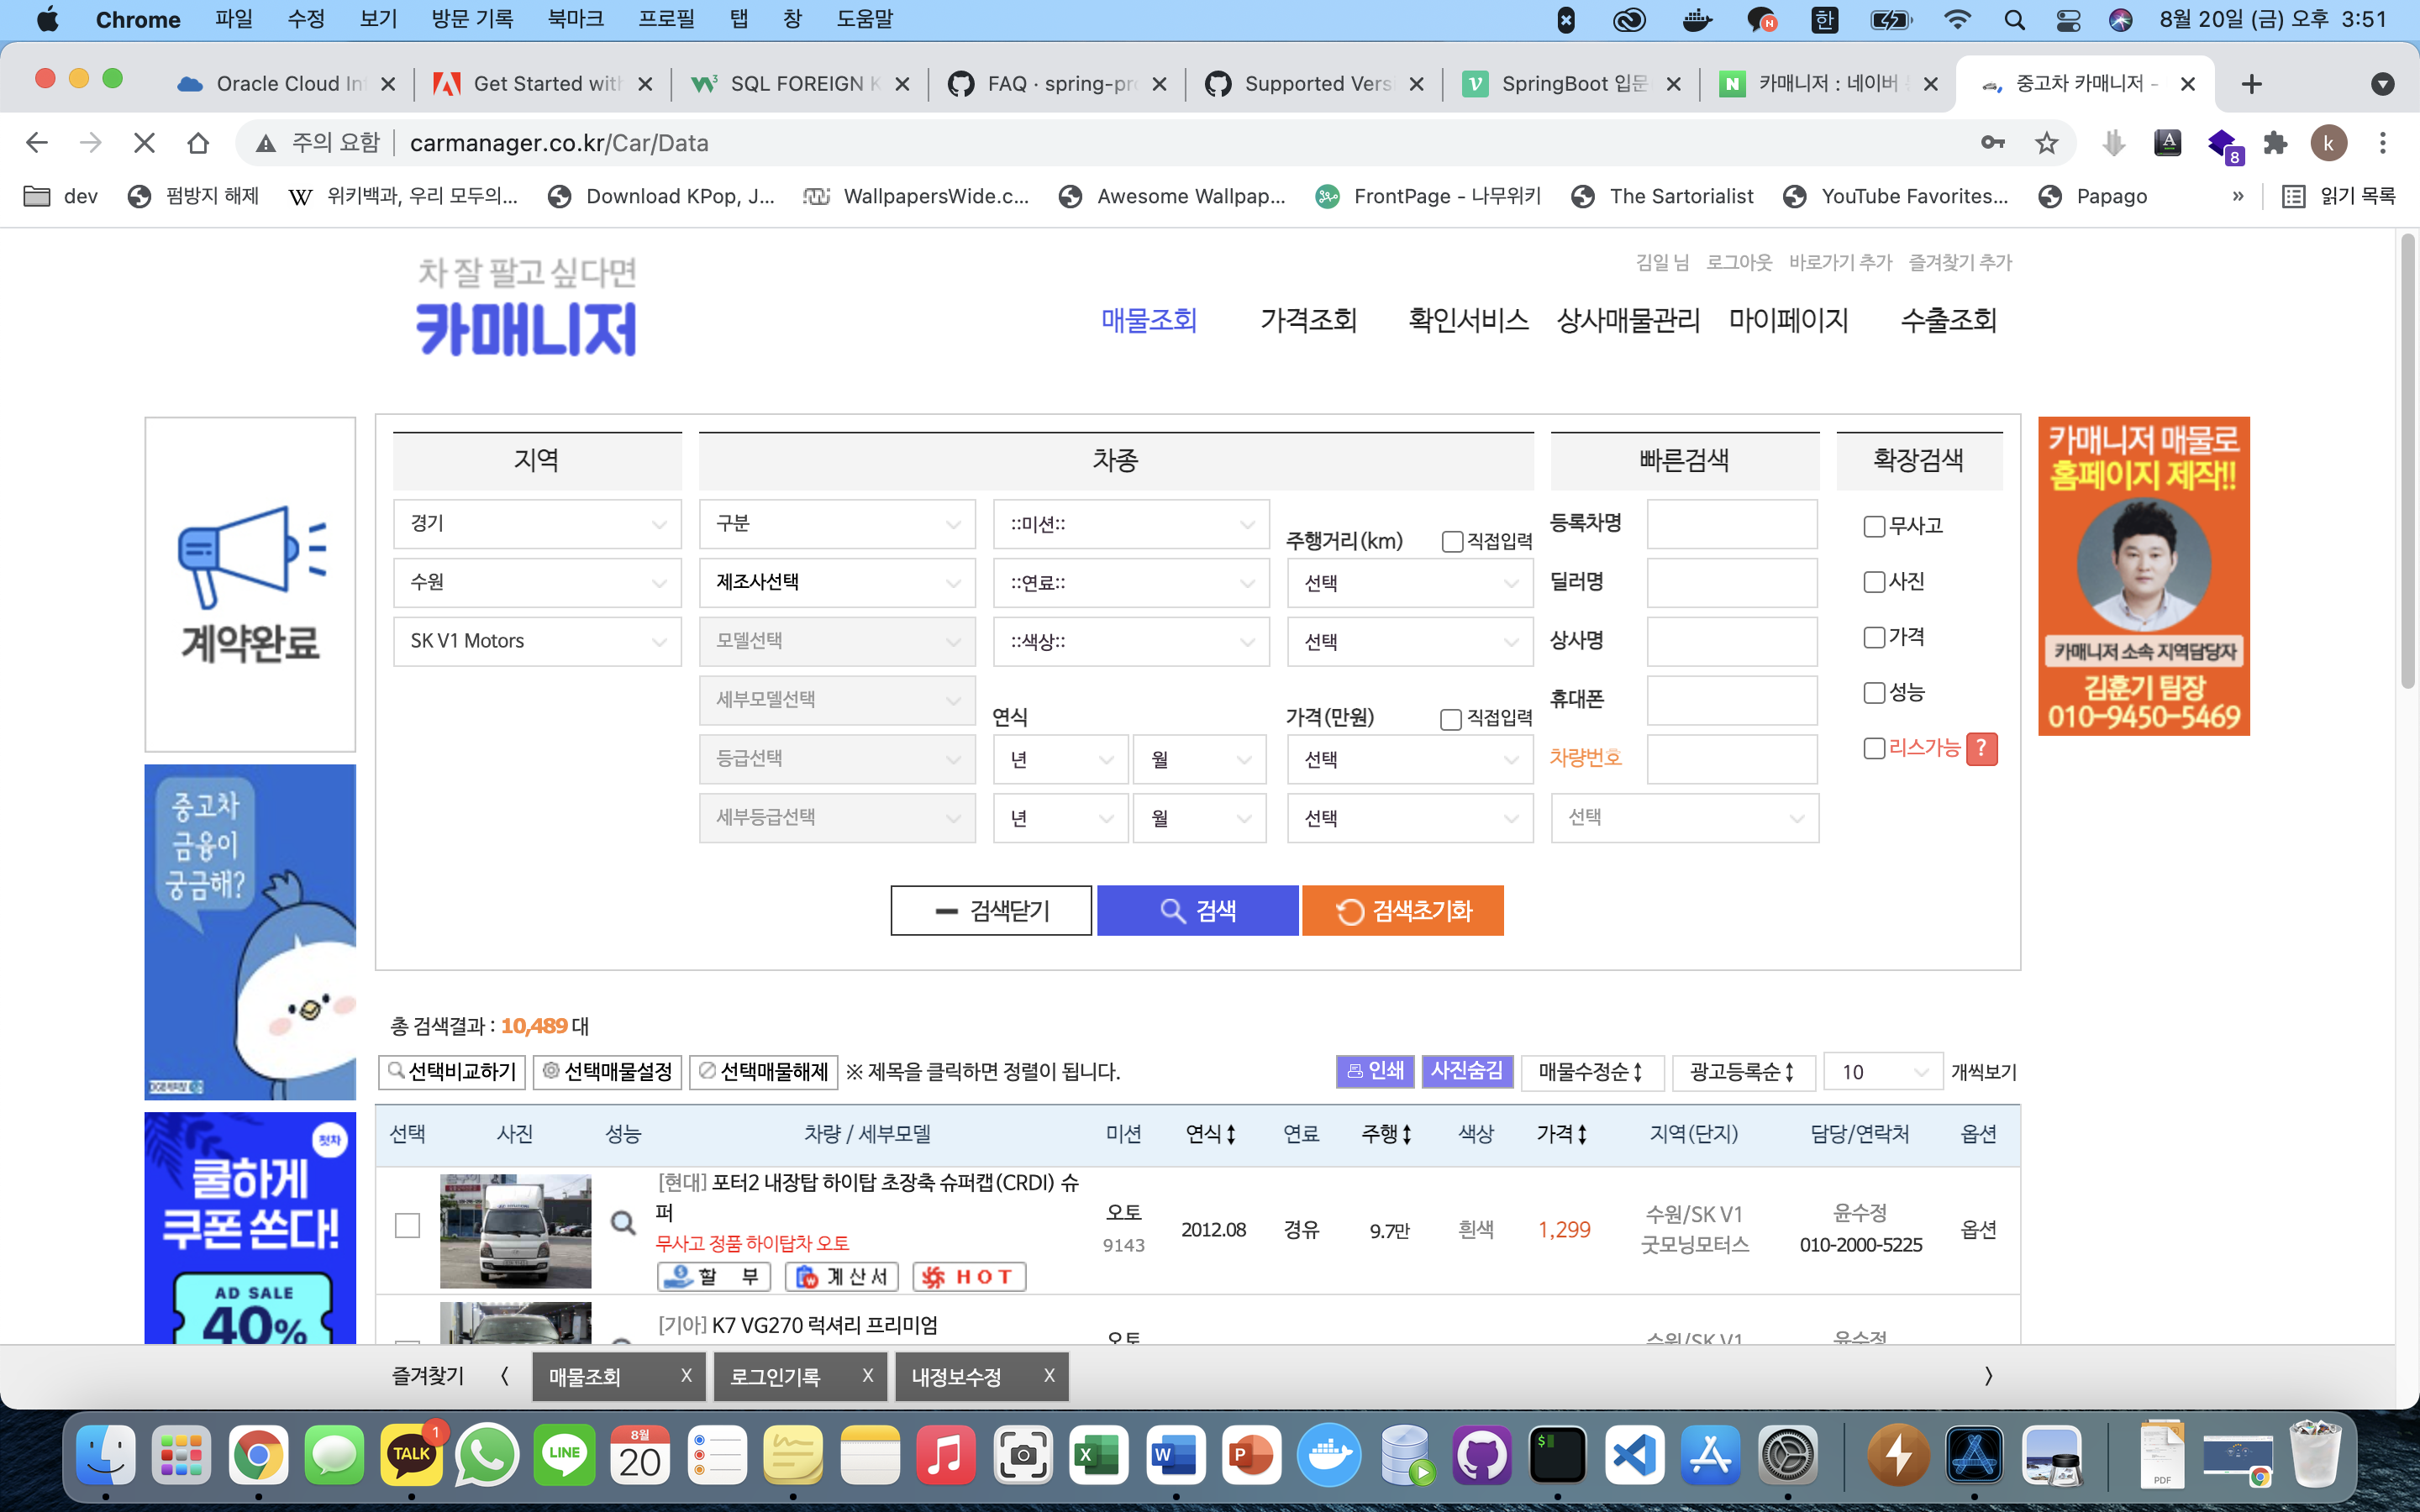 Chrome 파일 수정 보기 방문 기록 북마크 프로필 탭 창 도움말 한 8월 20일 (금) 오후 3:51
Oracle Cloud In
Get Started with
SQL FOREIGN K
FAQ · spring-pro
Supported Vers
SpringBoot 입문
카매니저 : 네이버
중고차 카매니저 -
주의 요함 carmanager.co.kr/Car/Data
8
k
dev 펌방지 해제 위키백과, 우리 모두의... Download KPop, J... WallpapersWide.c... Awesome Wallpap... FrontPage - 나무위키 The Sartorialist YouTube Favorites... Papago » 읽기 목록
김일 님 로그아웃 바로가기 추가 즐겨찾기 추가
차 잘 팔고 싶다면
카매니저
매물조회 가격조회 확인서비스 상사매물관리 마이페이지 수출조회
계약완료
중고차
금융이
궁금해?
첫차
쿨하게
쿠폰 쏜다!
AD SALE
40%
지역 차종 빠른검색 확장검색
경기 구분 ::미션:: 주행거리(km) 직접입력 등록차명 무사고
수원 제조사선택 ::연료:: 선택 딜러명 사진
SK V1 Motors 모델선택 ::색상:: 선택 상사명 가격
세부모델선택 연식 가격(만원) 직접입력 휴대폰 성능
등급선택 년 월 선택 차량번호 리스가능 ?
세부등급선택 년 월 선택 선택
검색닫기 검색 검색초기화
카매니저 매물로
홈페이지 제작!!
카매니저 소속 지역담당자
김훈기 팀장
010-9450-5469
총 검색결과 : 10,489 대
선택비교하기 선택매물설정 선택매물해제 ※ 제목을 클릭하면 정렬이 됩니다. 인쇄 사진숨김 매물수정순 광고등록순 10 개씩보기
선택 사진 성능 차량 / 세부모델 미션 연식 연료 주행 색상 가격 지역(단지) 담당/연락처 옵션
[현대] 포터2 내장탑 하이탑 초장축 슈퍼캡(CRDI) 슈
퍼
무사고 정품 하이탑차 오토
할 부 계산서 HOT
오토
9143
2012.08 경유 9.7만 흰색 1,299
수원/SK V1
굿모닝모터스
윤수정
010-2000-5225
옵션
[기아] K7 VG270 럭셔리 프리미엄
오토 수원/SK V1 윤수정
즐겨찾기 〈 매물조회 X 로그인기록 X 내정보수정 X 〉
TALK
1
LINE
8월
20
X
W
P
$
PDF